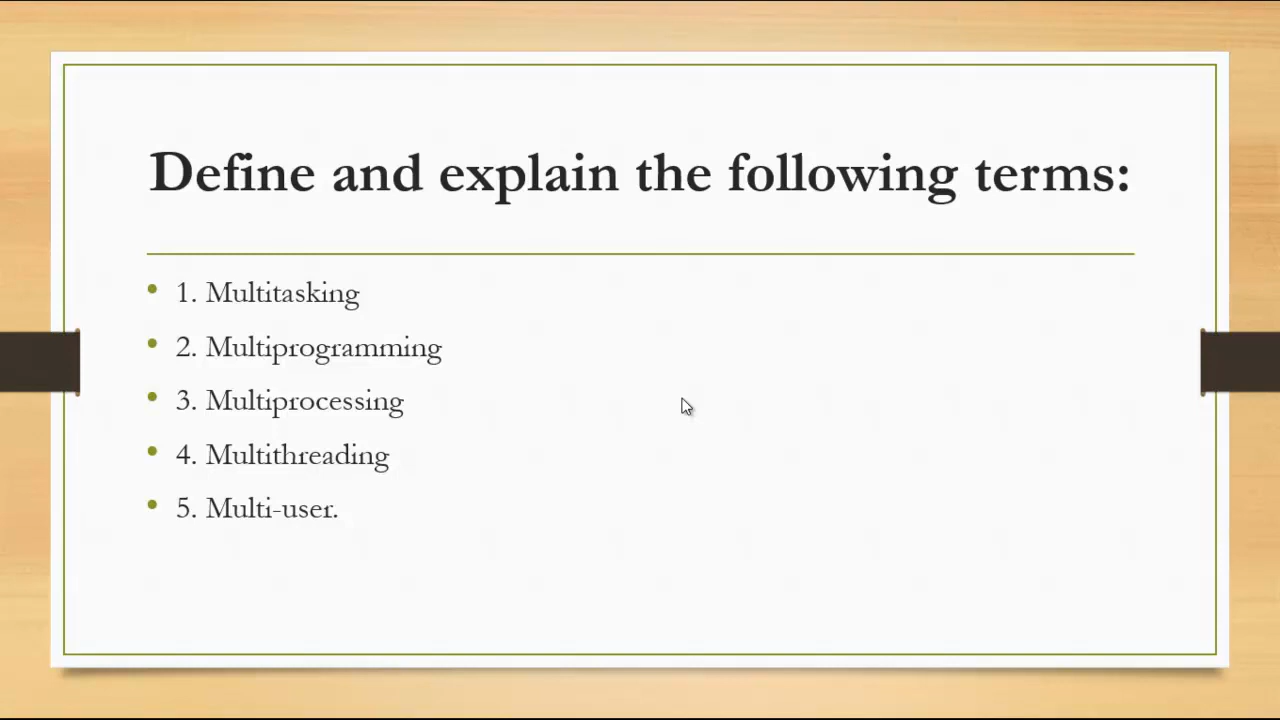 Define and explain the following terms:
• 1. Multitasking
• 2. Multiprogramming
• 3. Multiprocessing
• 4. Multithreading
• 5. Multi-user.